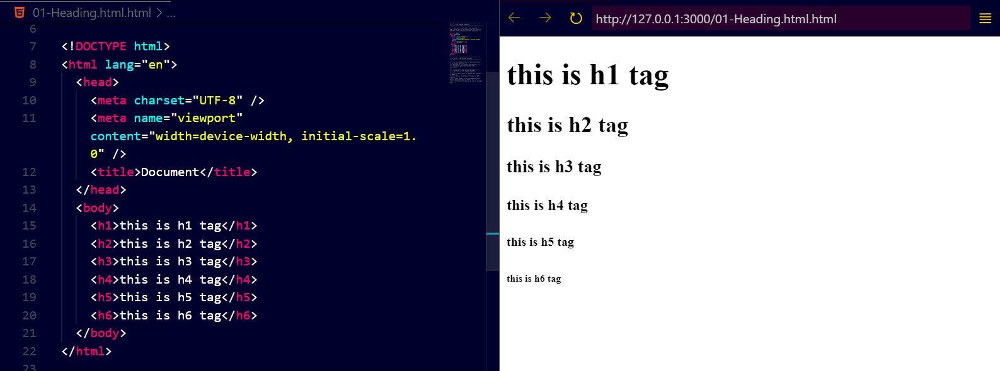 01-Heading.html.html > ...
6
7 <!DOCTYPE html>
8 <html lang="en">
9 <head>
10 <meta charset="UTF-8" />
11 <meta name="viewport"
content="width=device-width, initial-scale=1.
0" />
12 <title>Document</title>
13 </head>
14 <body>
15 <h1>this is h1 tag</h1>
16 <h2>this is h2 tag</h2>
17 <h3>this is h3 tag</h3>
18 <h4>this is h4 tag</h4>
19 <h5>this is h5 tag</h5>
20 <h6>this is h6 tag</h6>
21 </body>
22 </html>
23
http://127.0.0.1:3000/01-Heading.html.html
this is h1 tag
this is h2 tag
this is h3 tag
this is h4 tag
this is h5 tag
this is h6 tag